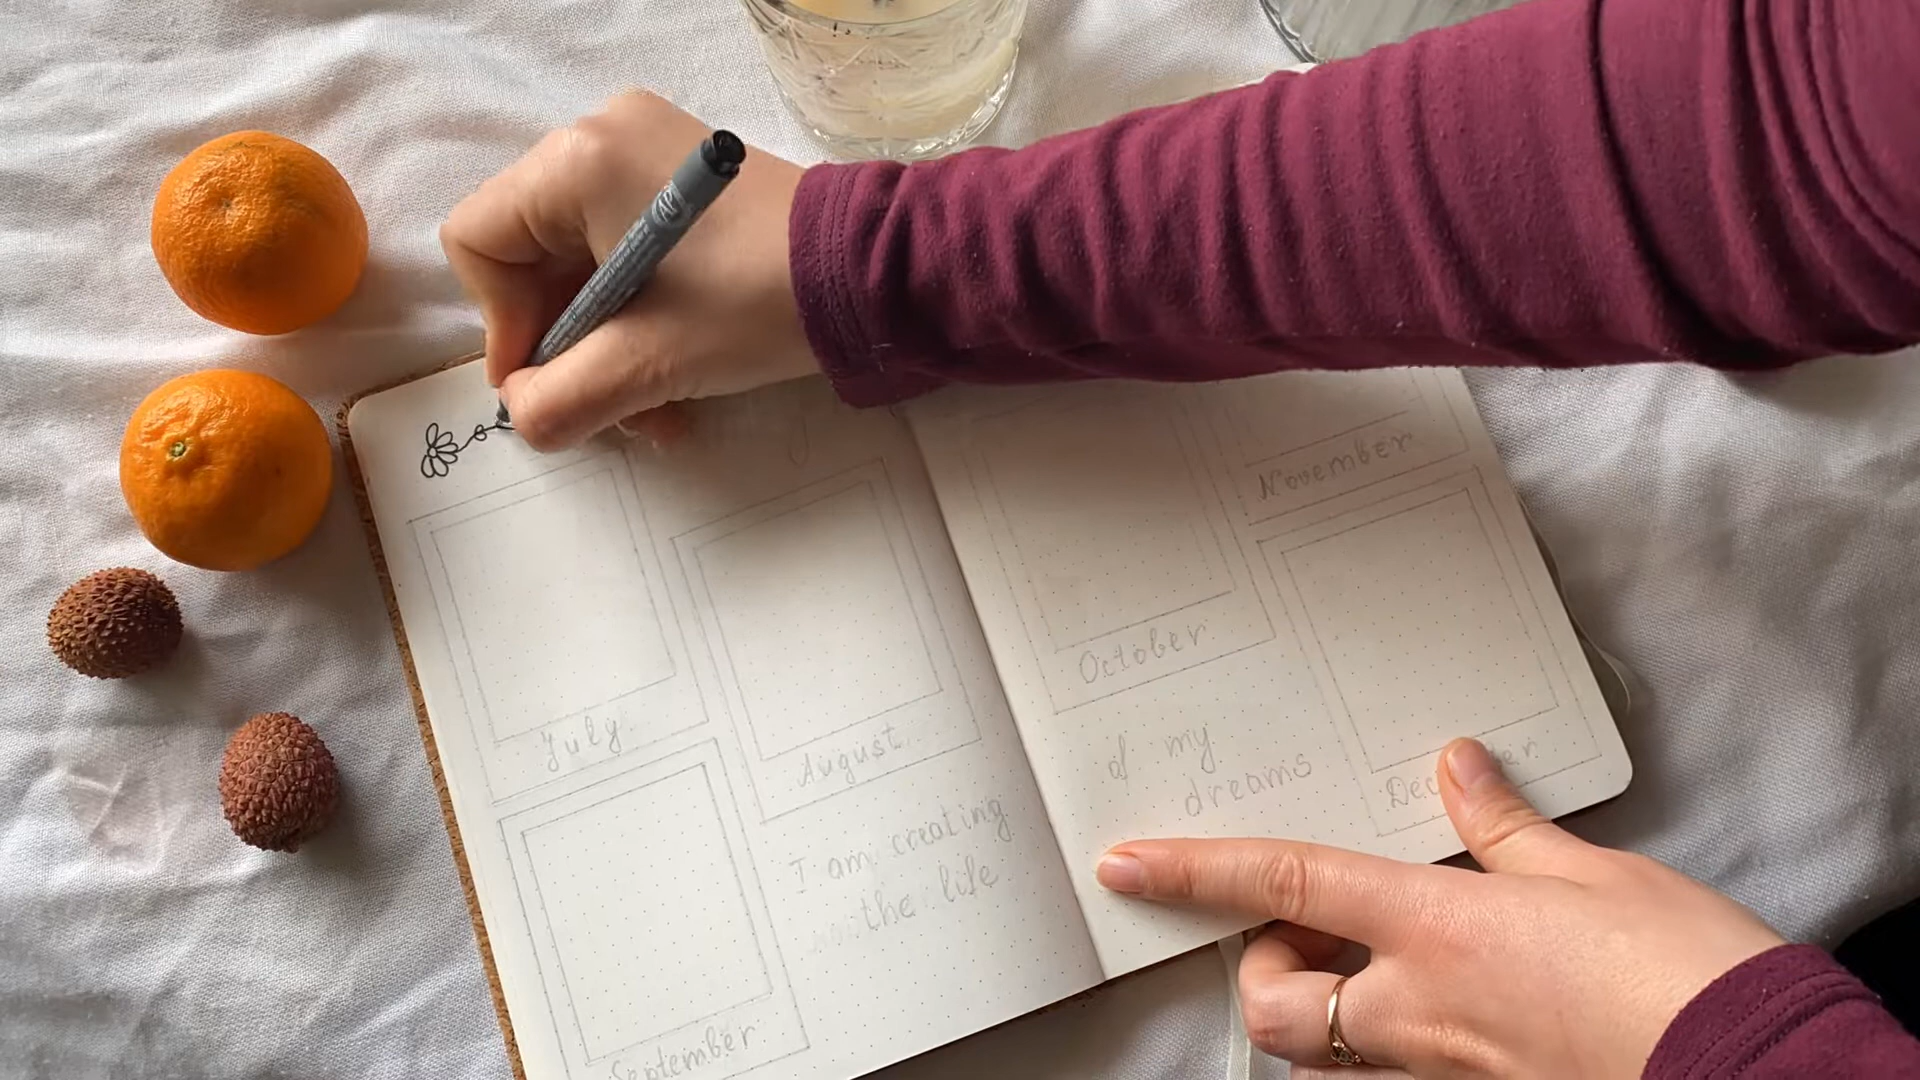 July
August
September
I am creating
the life
October
November
of my
dreams